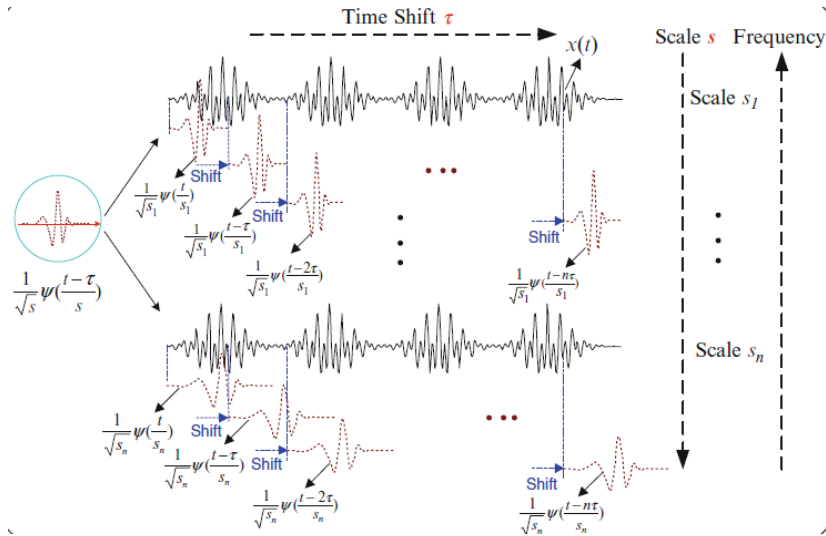 Time Shift τ
x(t)
Scale s Frequency
Scale s₁
Shift
1/√s₁ ψ(t/s₁)
Shift
1/√s₁ ψ((t−τ)/s₁)
Shift
1/√s₁ ψ((t−2τ)/s₁)
1/√s₁ ψ((t−nτ)/s₁)
1/√s ψ((t−τ)/s)
Scale sₙ
1/√sₙ ψ(t/sₙ)
Shift
1/√sₙ ψ((t−τ)/sₙ)
Shift
Shift
1/√sₙ ψ((t−2τ)/sₙ)
1/√sₙ ψ((t−nτ)/sₙ)